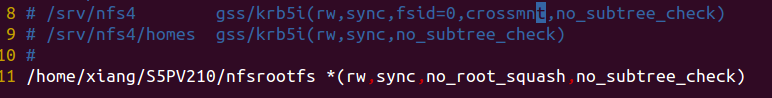 8 # /srv/nfs4        gss/krb5i(rw,sync,fsid=0,crossmnt,no_subtree_check)
9 # /srv/nfs4/homes  gss/krb5i(rw,sync,no_subtree_check)
10 #
11 /home/xiang/S5PV210/nfsrootfs *(rw,sync,no_root_squash,no_subtree_check)